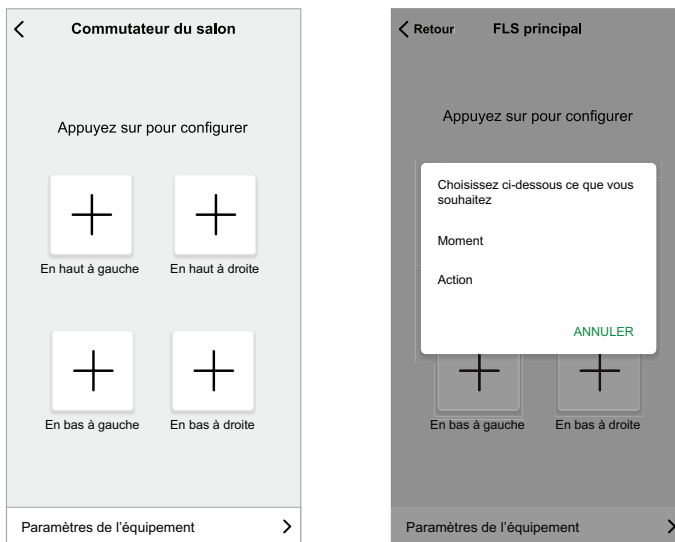 Commutateur du salon
Appuyez sur pour configurer
En haut à gauche
En haut à droite
En bas à gauche
En bas à droite
Paramètres de l'équipement
Retour
FLS principal
Appuyez sur pour configurer
Choisissez ci-dessous ce que vous
souhaitez
Moment
Action
ANNULER
En bas à gauche
En bas à droite
Paramètres de l'équipement